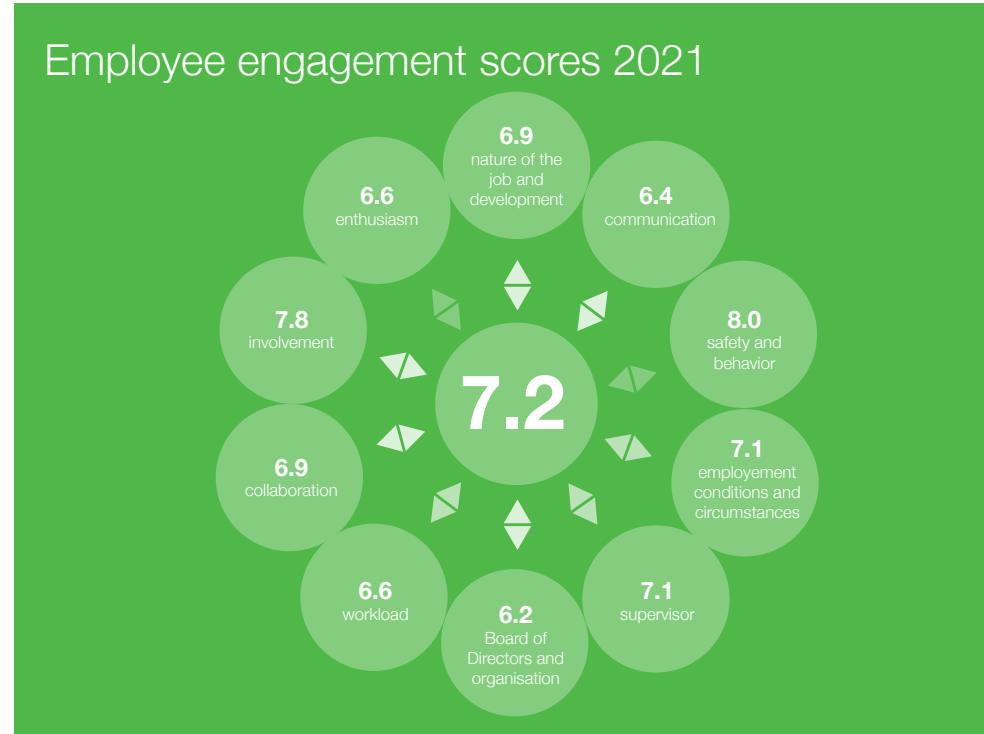 Employee engagement scores 2021
6.9
nature of the
job and
development
6.4
communication
8.0
safety and
behavior
7.1
employement
conditions and
circumstances
7.1
supervisor
6.2
Board of
Directors and
organisation
6.6
workload
6.9
collaboration
7.8
involvement
6.6
enthusiasm
7.2